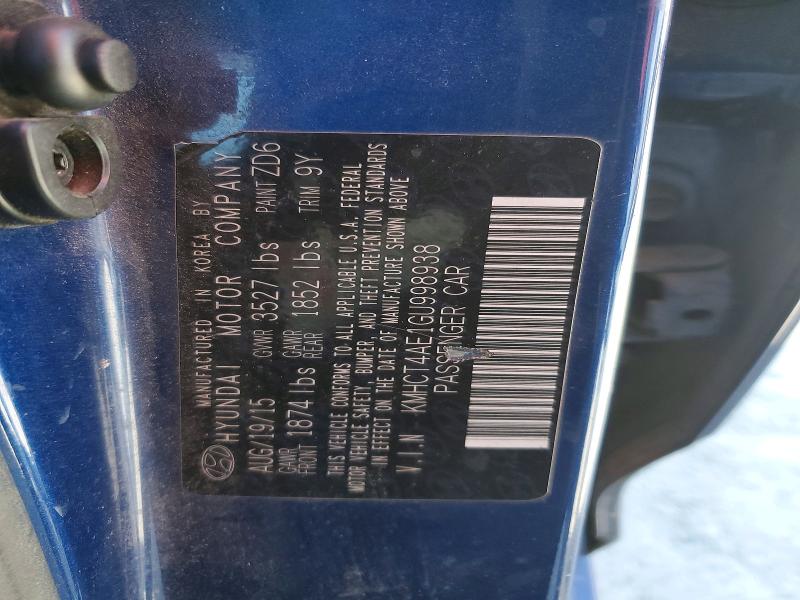 MANUFACTURED IN KOREA BY
HYUNDAI MOTOR COMPANY
AUG/19/15 GVWR 3527 lbs PAINT ZD6
GAWR FRONT 1874 lbs GAWR REAR 1852 lbs TRIM 9Y
THIS VEHICLE CONFORMS TO ALL APPLICABLE U.S.A. FEDERAL
MOTOR VEHICLE SAFETY, BUMPER, AND THEFT PREVENTION STANDARDS
IN EFFECT ON THE DATE OF MANUFACTURE SHOWN ABOVE
V.I.N KMHCT4AE1GU998938
PASSENGER CAR